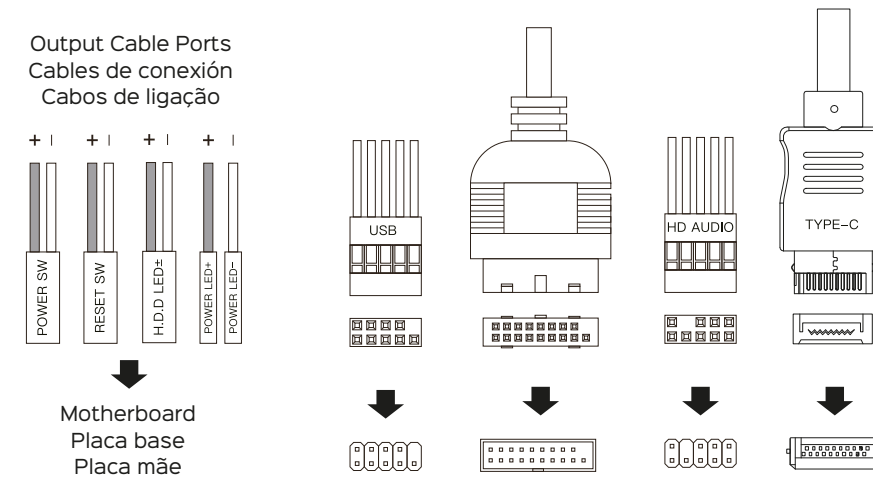 Output Cable Ports
Cables de conexión
Cabos de ligação
+ − + − + − + −
POWER SW
RESET SW
H.D.D LED±
POWER LED+
POWER LED−
USB
HD AUDIO
TYPE−C
Motherboard
Placa base
Placa mãe